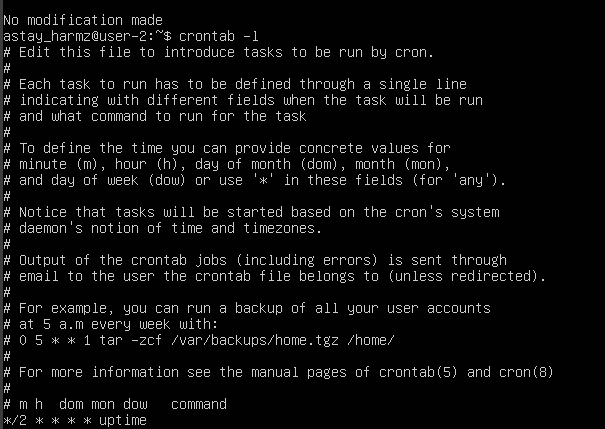 No modification made
astay_harmz@user-2:~$ crontab -l
# Edit this file to introduce tasks to be run by cron.
#
# Each task to run has to be defined through a single line
# indicating with different fields when the task will be run
# and what command to run for the task
#
# To define the time you can provide concrete values for
# minute (m), hour (h), day of month (dom), month (mon),
# and day of week (dow) or use '*' in these fields (for 'any').
#
# Notice that tasks will be started based on the cron's system
# daemon's notion of time and timezones.
#
# Output of the crontab jobs (including errors) is sent through
# email to the user the crontab file belongs to (unless redirected).
#
# For example, you can run a backup of all your user accounts
# at 5 a.m every week with:
# 0 5 * * 1 tar -zcf /var/backups/home.tgz /home/
#
# For more information see the manual pages of crontab(5) and cron(8)
#
# m h  dom mon dow   command
*/2 * * * * uptime